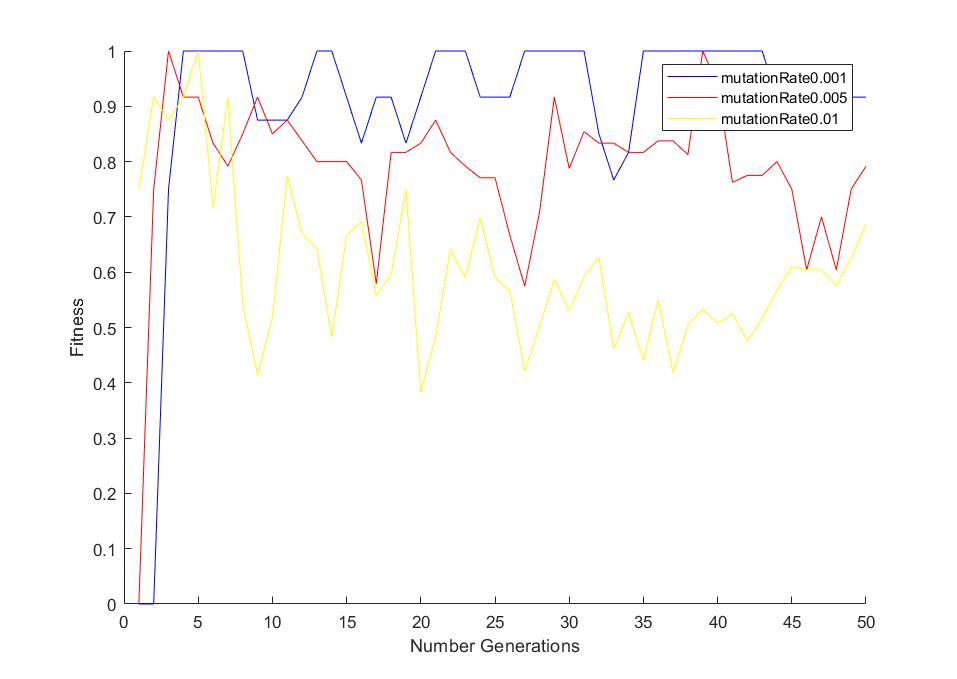 1
0.9
0.8
0.7
0.6
0.5
0.4
0.3
0.2
0.1
0
Fitness
mutationRate0.001
mutationRate0.005
mutationRate0.01
0 5 10 15 20 25 30 35 40 45 50
Number Generations